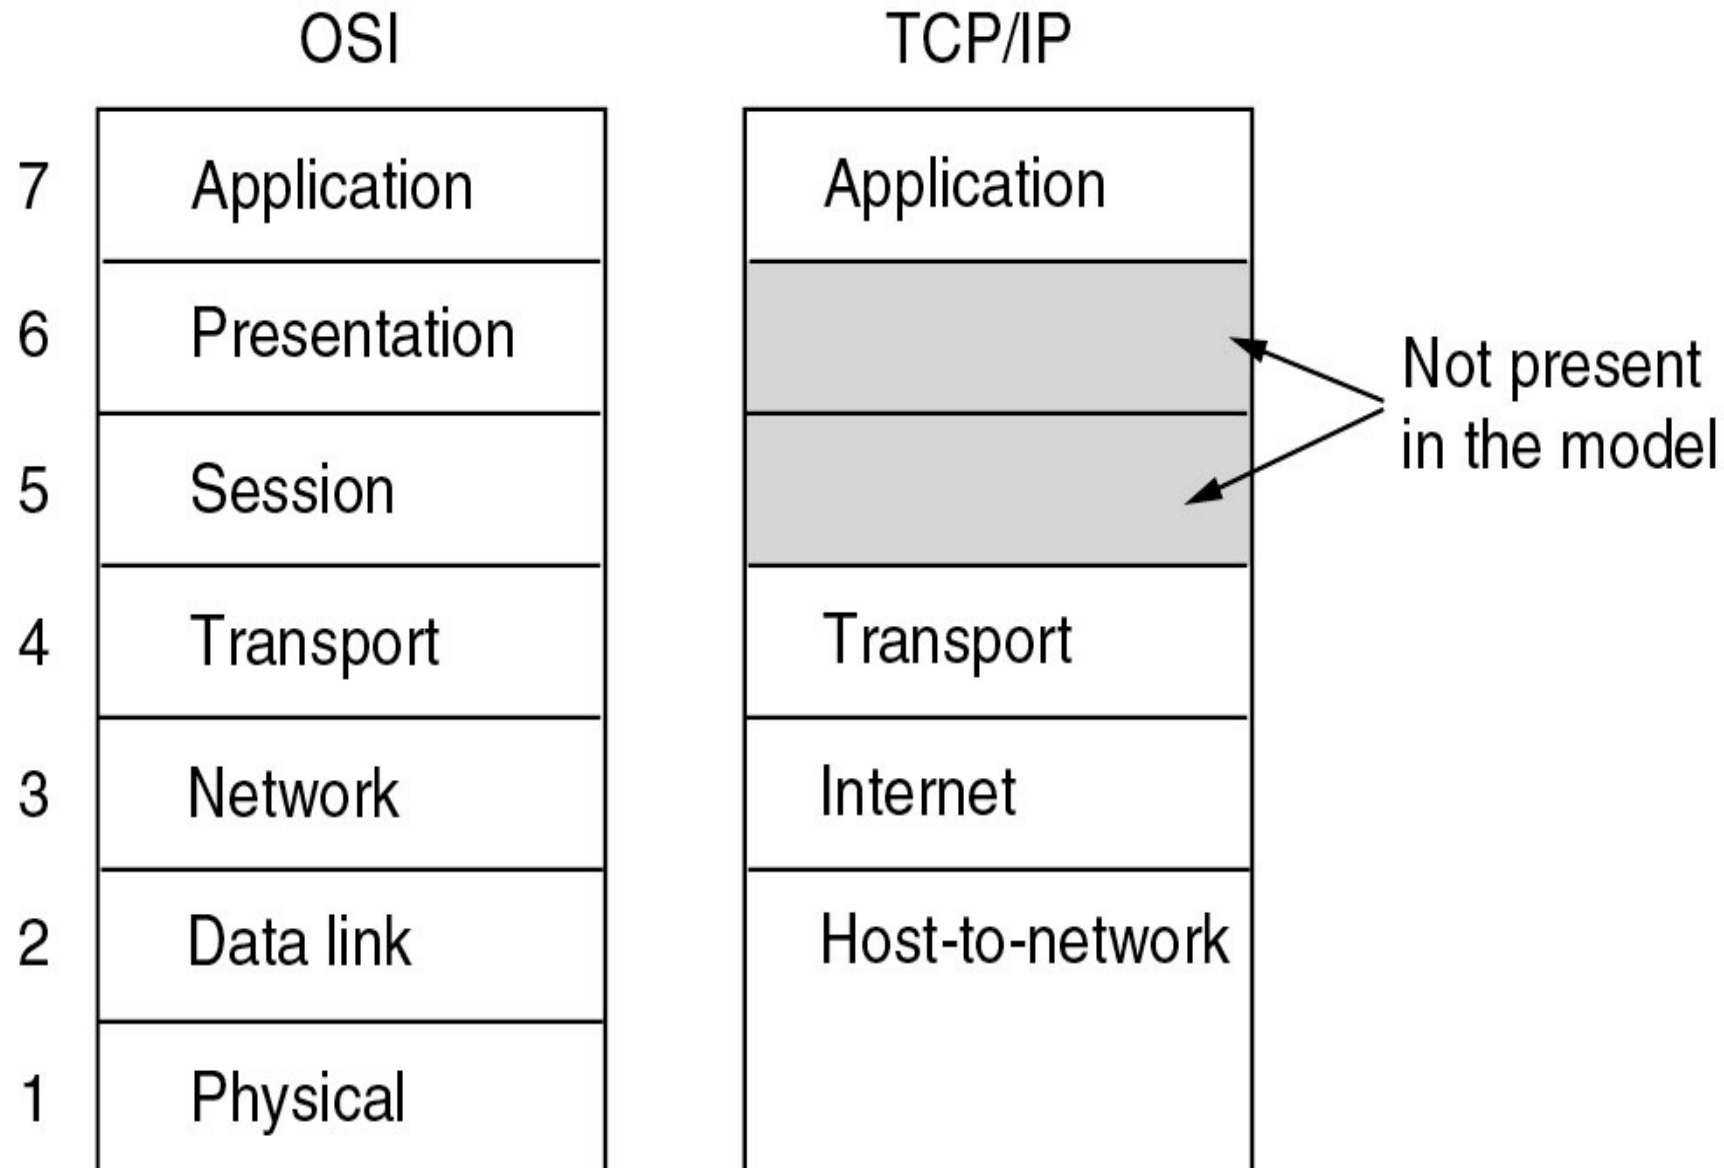 OSI TCP/IP
7 Application Application
6 Presentation
Not present
in the model
5 Session
4 Transport Transport
3 Network Internet
2 Data link Host-to-network
1 Physical